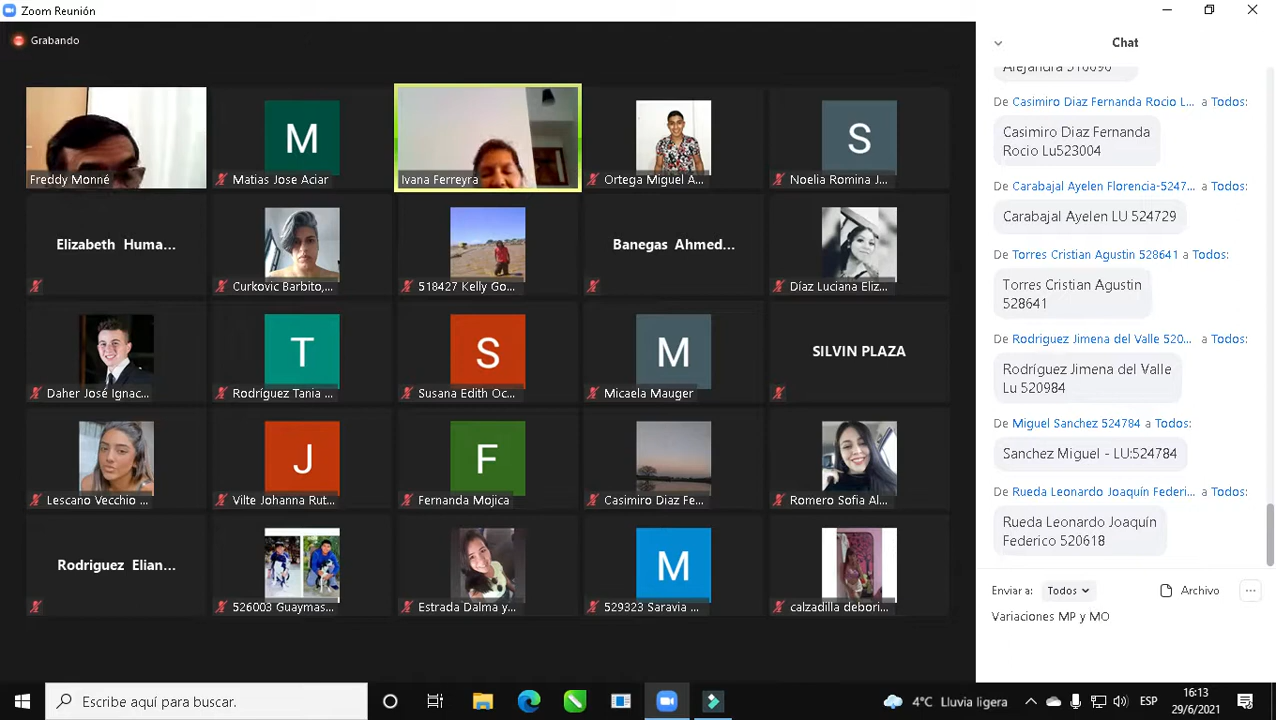 Zoom Reunión
Grabando
Freddy Monné
M
Matias Jose Aciar
Ivana Ferreyra
Ortega Miguel A...
S
Noelia Romina J...
Elizabeth Huma...
Curkovic Barbito,...
518427 Kelly Go...
Banegas Ahmed...
Díaz Luciana Eliz...
Daher José Ignac...
T
Rodríguez Tania ...
S
Susana Edith Oc...
M
Micaela Mauger
SILVIN PLAZA
Lescano Vecchio ...
J
Vilte Johanna Rut...
F
Fernanda Mojica
Casimiro Diaz Fe...
Romero Sofia Al...
Rodriguez Elian...
526003 Guaymas...
Estrada Dalma y...
M
529323 Saravia ...
calzadilla debori...
Chat
Alejandra 516696
De Casimiro Diaz Fernanda Rocio L... a Todos:
Casimiro Diaz Fernanda
Rocio Lu523004
De Carabajal Ayelen Florencia-5247... a Todos:
Carabajal Ayelen LU 524729
De Torres Cristian Agustin 528641 a Todos:
Torres Cristian Agustin
528641
De Rodriguez Jimena del Valle 520... a Todos:
Rodríguez Jimena del Valle
Lu 520984
De Miguel Sanchez 524784 a Todos:
Sanchez Miguel - LU:524784
De Rueda Leonardo Joaquín Federi... a Todos:
Rueda Leonardo Joaquín
Federico 520618
Enviar a: Todos Archivo ...
Variaciones MP y MO
Escribe aquí para buscar.
4°C Lluvia ligera
ESP
16:13
29/6/2021